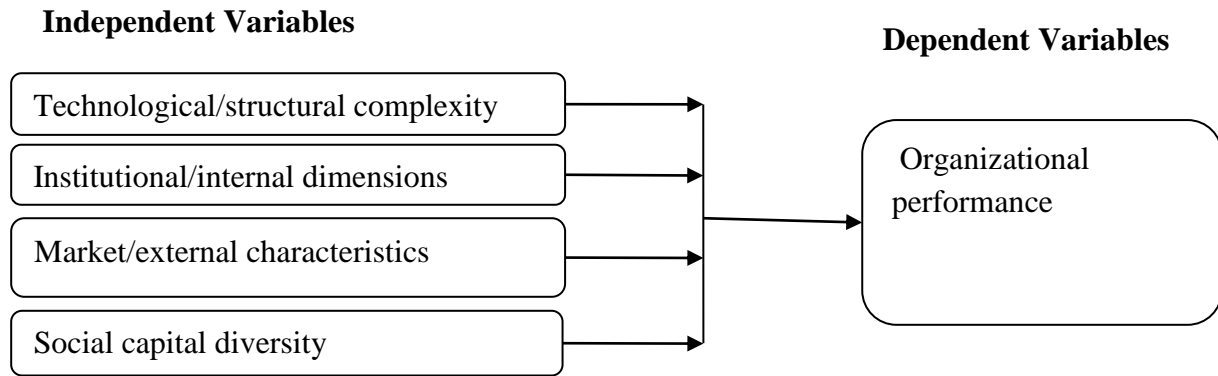 Independent Variables
Dependent Variables
Technological/structural complexity
Institutional/internal dimensions
Market/external characteristics
Social capital diversity
Organizational
performance